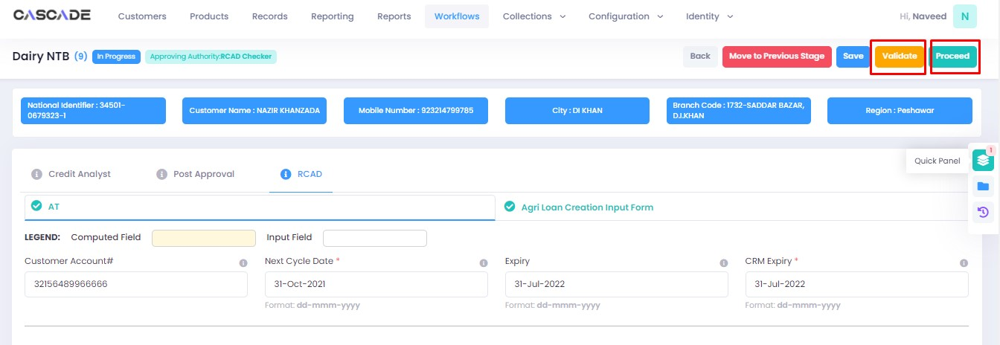 CASCADE Customers Products Records Reporting Reports Workflows Collections Configuration Identity Hi, Naveed N
Dairy NTB (9) In Progress Approving Authority:RCAD Checker Back Move to Previous Stage Save Validate Proceed
National Identifier : 34501-
0679323-1
Customer Name : NAZIR KHANZADA
Mobile Number : 923214799785
City : DI KHAN
Branch Code : 1732-SADDAR BAZAR,
D.I.KHAN
Region : Peshawar
Quick Panel 1
Credit Analyst Post Approval RCAD
AT Agri Loan Creation Input Form
LEGEND: Computed Field Input Field
Customer Account# Next Cycle Date * Expiry CRM Expiry *
32156489966666 31-Oct-2021 31-Jul-2022 31-Jul-2022
Format: dd-mmm-yyyy Format: dd-mmm-yyyy Format: dd-mmm-yyyy